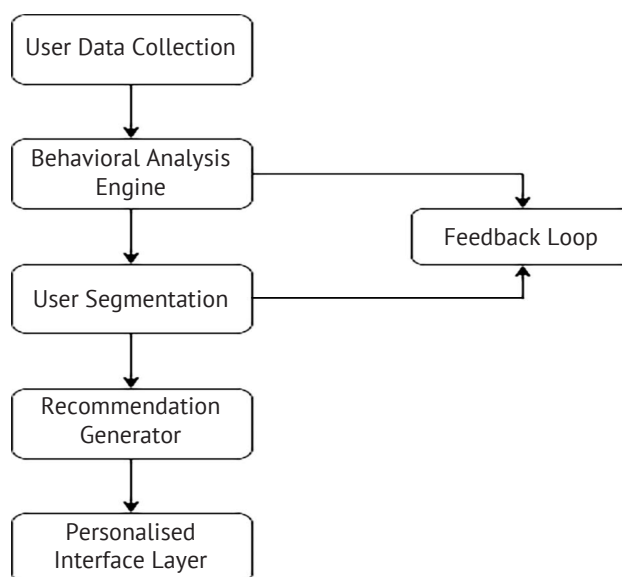 User Data Collection
Behavioral Analysis
Engine
Feedback Loop
User Segmentation
Recommendation
Generator
Personalised
Interface Layer